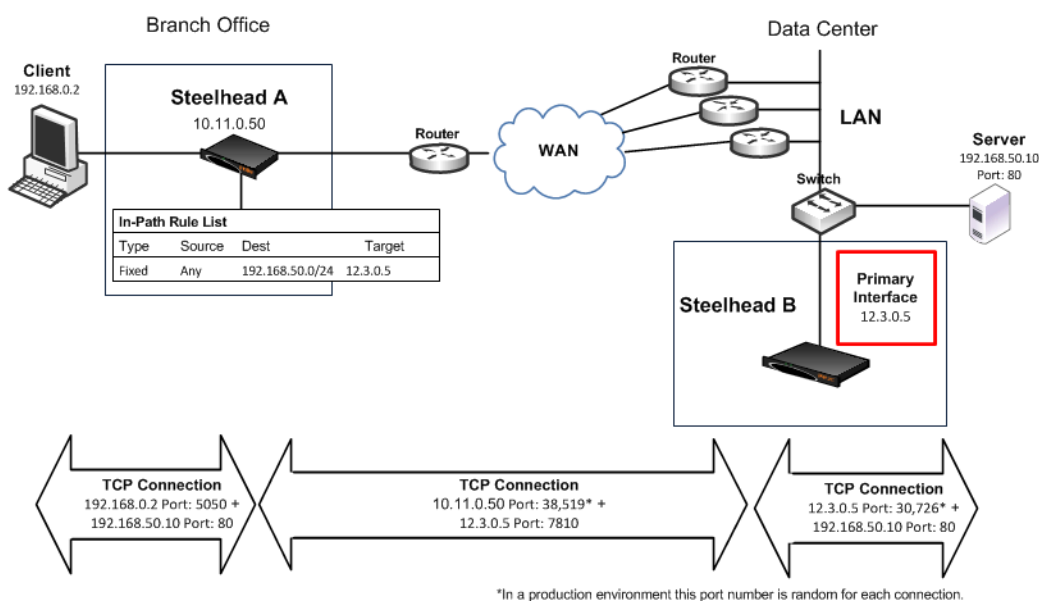 Branch Office
Data Center
Client
192.168.0.2
Steelhead A
10.11.0.50
Router
WAN
Router
LAN
Server
192.168.50.10
Port: 80
Switch
In-Path Rule List
Type Source Dest Target
Fixed Any 192.168.50.0/24 12.3.0.5
Steelhead B
Primary
Interface
12.3.0.5
TCP Connection
192.168.0.2 Port: 5050 +
192.168.50.10 Port: 80
TCP Connection
10.11.0.50 Port: 38,519* +
12.3.0.5 Port: 7810
TCP Connection
12.3.0.5 Port: 30,726* +
192.168.50.10 Port: 80
*In a production environment this port number is random for each connection.